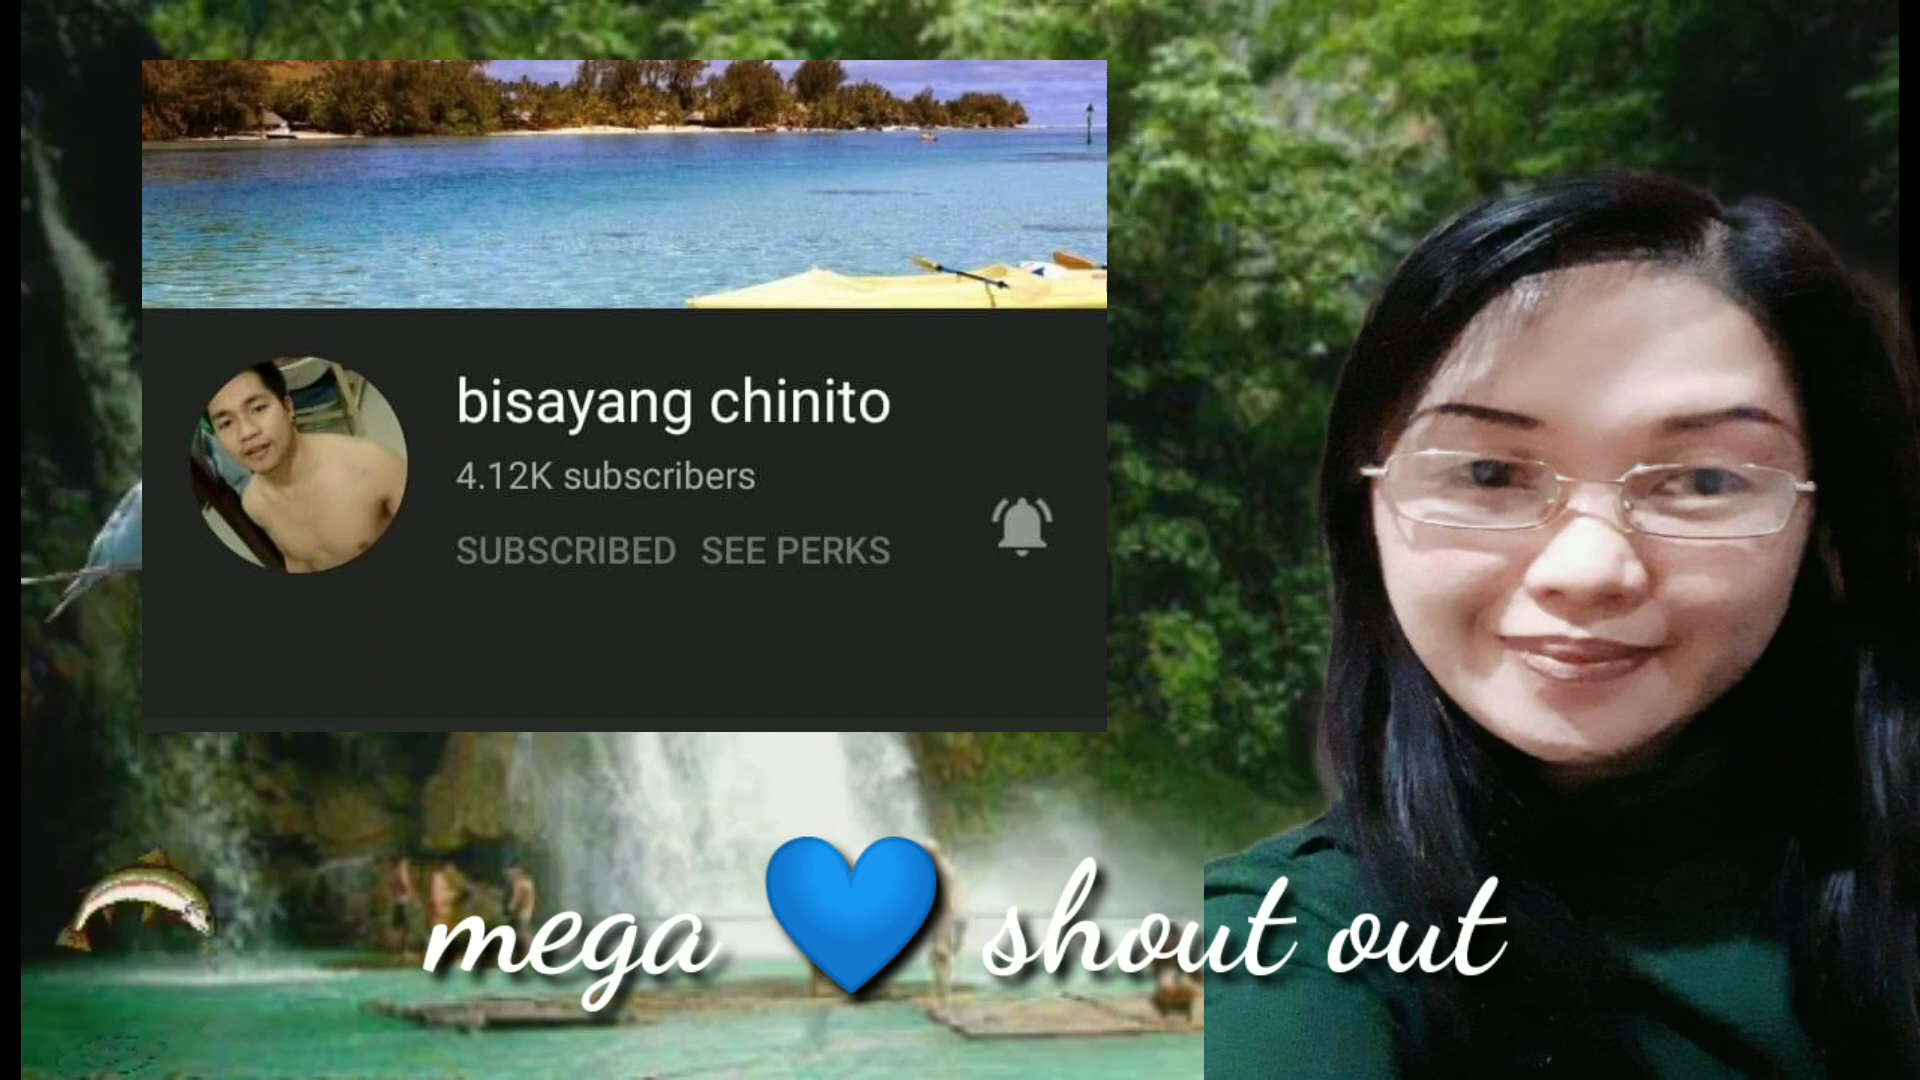 bisayang chinito
4.12K subscribers
SUBSCRIBED SEE PERKS
mega 💙 shout out